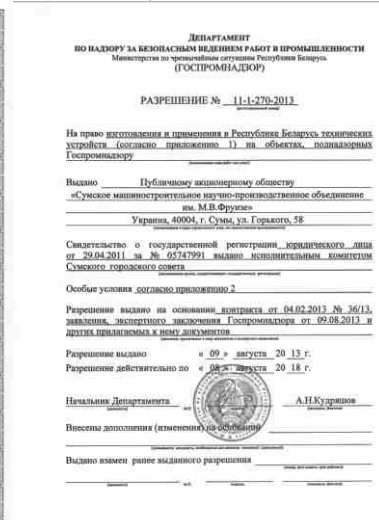 ДЕПАРТАМЕНТ
ПО НАДЗОРУ ЗА БЕЗОПАСНЫМ ВЕДЕНИЕМ РАБОТ В ПРОМЫШЛЕННОСТИ
Министерства по чрезвычайным ситуациям Республики Беларусь
(ГОСПРОМНАДЗОР)
РАЗРЕШЕНИЕ № 11-1-270-2013
На право изготовления и применения в Республике Беларусь технических
устройств (согласно приложению 1) на объектах, поднадзорных
Госпромнадзору
Выдано Публичному акционерному обществу
«Сумское машиностроительное научно-производственное объединение
им. М.В.Фрунзе»
Украина, 40004, г. Сумы, ул. Горького, 58
Свидетельство о государственной регистрации юридического лица
от 29.04.2011 за № 05747991 выдано исполнительным комитетом
Сумского городского совета
Особые условия согласно приложению 2
Разрешение выдано на основании контракта от 04.02.2013 № 36/13,
заявления, экспертного заключения Госпромнадзора от 09.08.2013 и
других прилагаемых к нему документов
Разрешение выдано « 09 » августа 20 13 г.
Разрешение действительно по « 08 » августа 20 18 г.
Начальник Департамента А.Н.Кудряшов
Внесены дополнения (изменения) на основании
Выдано взамен ранее выданного разрешения